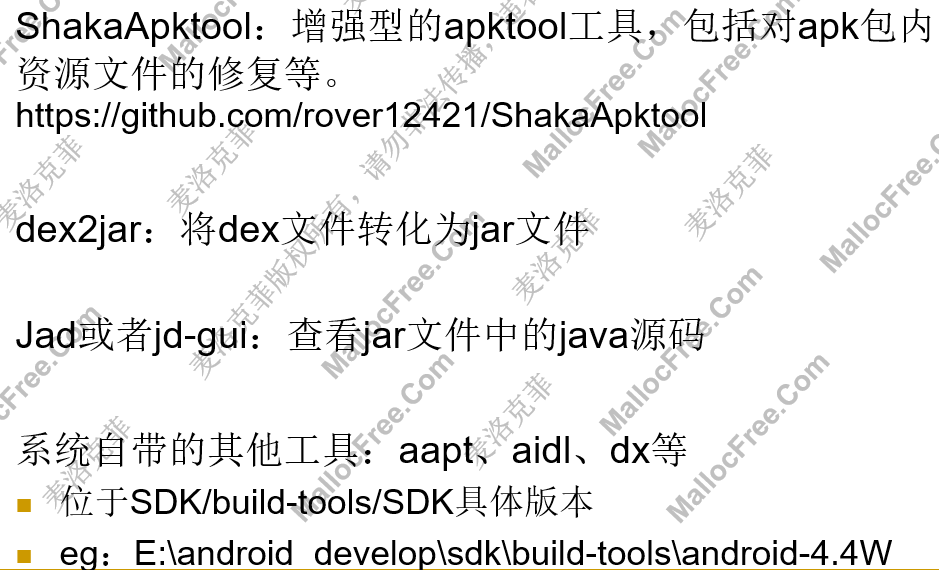 ShakaApktool：增强型的apktool工具，包括对apk包内
资源文件的修复等。
https://github.com/rover12421/ShakaApktool
dex2jar：将dex文件转化为jar文件
Jad或者jd-gui：查看jar文件中的java源码
系统自带的其他工具：aapt、aidl、dx等
位于SDK/build-tools/SDK具体版本
eg：E:\android_develop\sdk\build-tools\android-4.4W
麦洛克菲
MallocFree.Com
麦洛克菲版权所有，请勿非法传播，